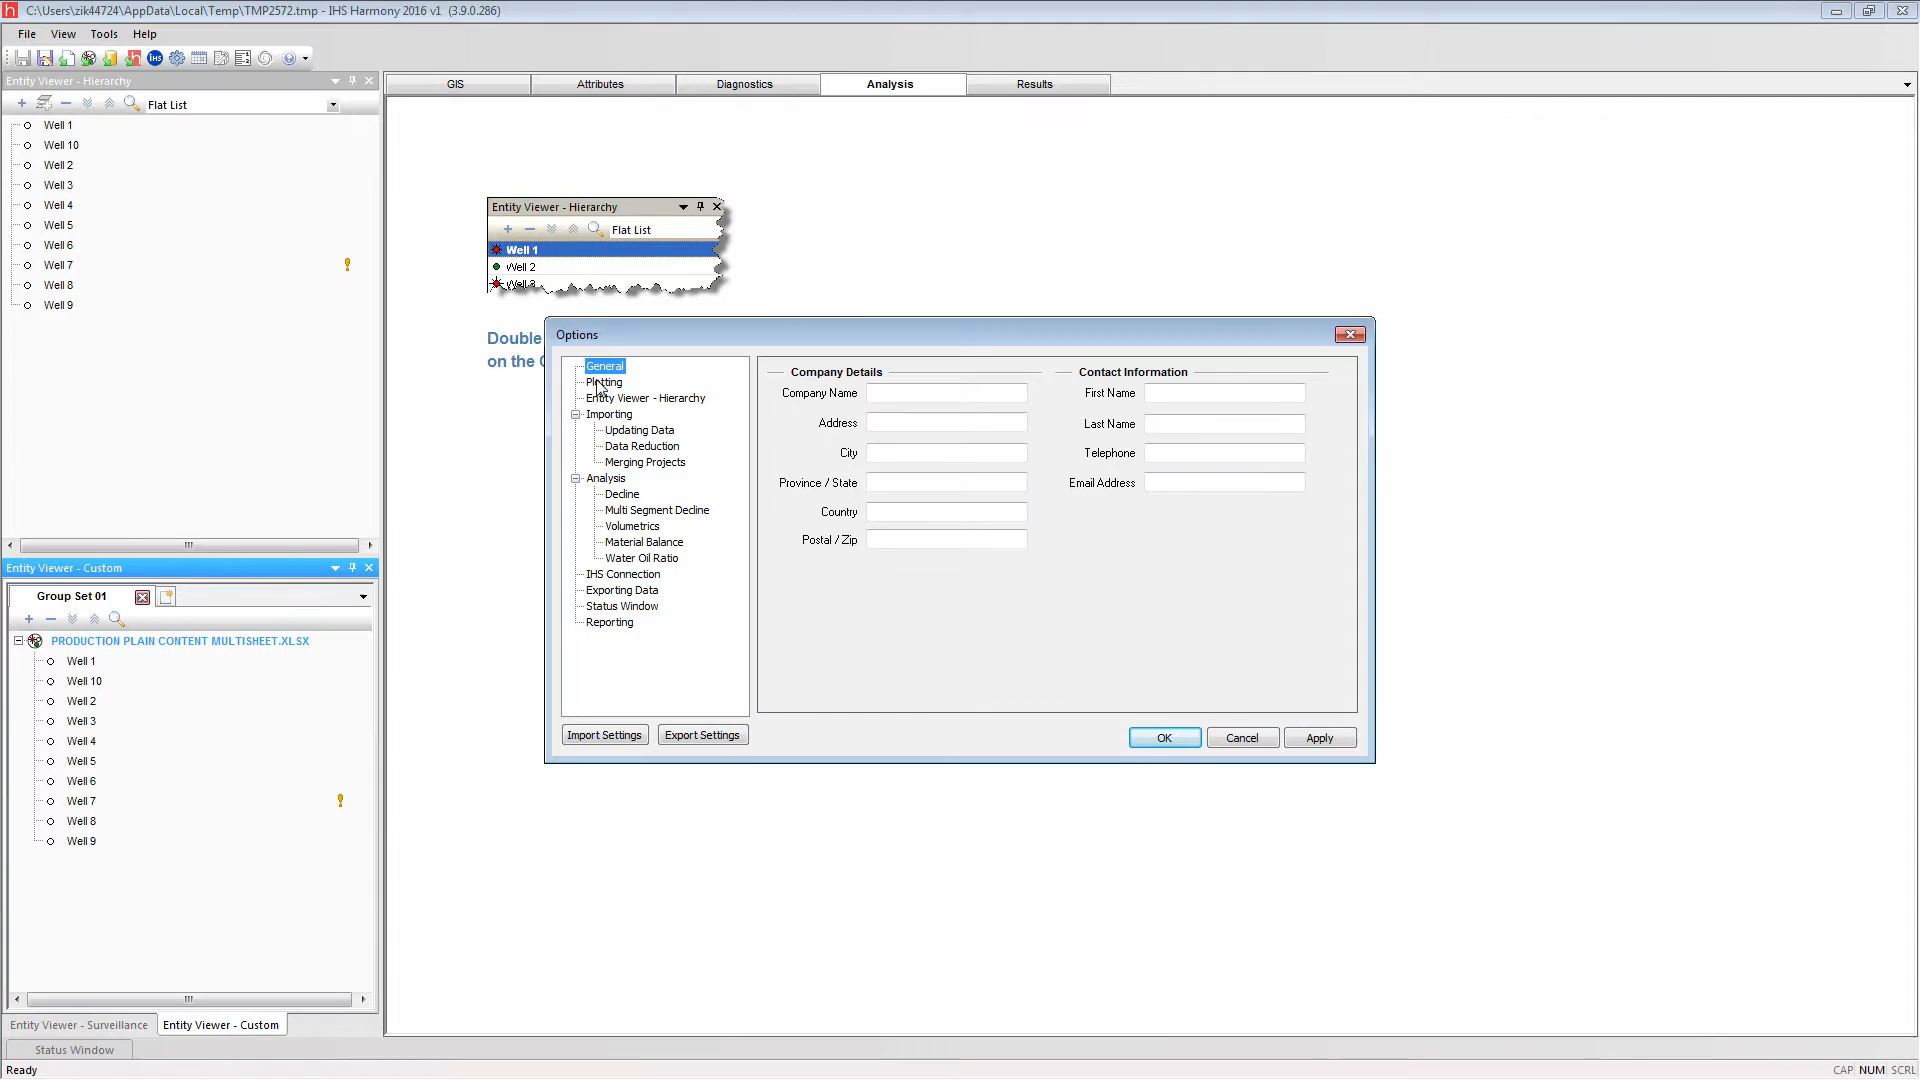 C:\Users\zik44724\AppData\Local\Temp\TMP2572.tmp - IHS Harmony 2016 v1 (3.9.0.286)
File View Tools Help
Entity Viewer - Hierarchy
Flat List
Well 1
Well 10
Well 2
Well 3
Well 4
Well 5
Well 6
Well 7
Well 8
Well 9
Entity Viewer - Custom
Group Set 01
PRODUCTION PLAIN CONTENT MULTISHEET.XLSX
Well 1
Well 10
Well 2
Well 3
Well 4
Well 5
Well 6
Well 7
Well 8
Well 9
Entity Viewer - Surveillance Entity Viewer - Custom
Status Window
Ready
GIS Attributes Diagnostics Analysis Results
Entity Viewer - Hierarchy
Flat List
Well 1
Well 2
Well 3
Double
on the
Options
General
Plotting
Entity Viewer - Hierarchy
Importing
Updating Data
Data Reduction
Merging Projects
Analysis
Decline
Multi Segment Decline
Volumetrics
Material Balance
Water Oil Ratio
IHS Connection
Exporting Data
Status Window
Reporting
Import Settings Export Settings
Company Details
Company Name
Address
City
Province / State
Country
Postal / Zip
Contact Information
First Name
Last Name
Telephone
Email Address
OK Cancel Apply
CAP NUM SCRL